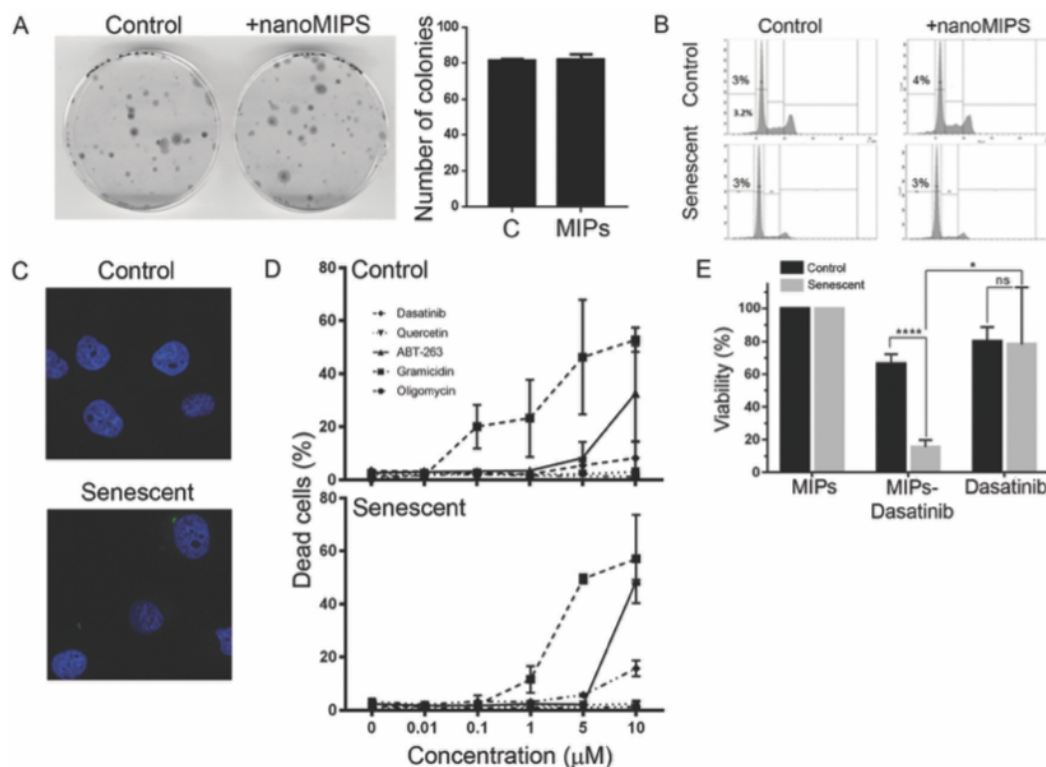 A
Control
+nanoMIPS
Number of colonies
100
80
60
40
20
0
C
MIPs
B
Control
+nanoMIPS
Control
Senescent
3%
3.2%
4%
3%
3%
C
Control
Senescent
D
Control
Dasatinib
Quercetin
ABT-263
Gramicidin
Oligomycin
60
40
20
0
Senescent
60
40
20
0
Dead cells (%)
0
0.01
0.1
1
5
10
Concentration (μM)
E
Control
Senescent
Viability (%)
100
80
60
40
20
0
****
*
ns
MIPs
MIPs-
Dasatinib
Dasatinib